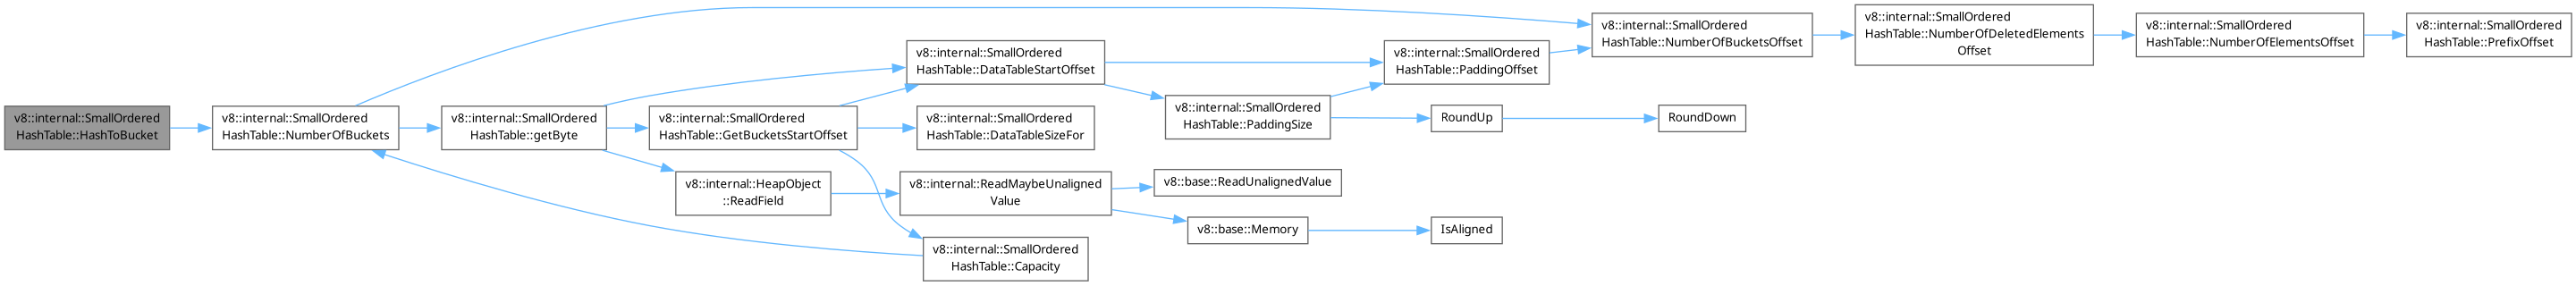 v8::internal::SmallOrdered
HashTable::HashToBucket
v8::internal::SmallOrdered
HashTable::NumberOfBuckets
v8::internal::SmallOrdered
HashTable::getByte
v8::internal::SmallOrdered
HashTable::GetBucketsStartOffset
v8::internal::HeapObject
::ReadField
v8::internal::SmallOrdered
HashTable::DataTableStartOffset
v8::internal::SmallOrdered
HashTable::DataTableSizeFor
v8::internal::ReadMaybeUnaligned
Value
v8::internal::SmallOrdered
HashTable::Capacity
v8::internal::SmallOrdered
HashTable::PaddingSize
v8::base::ReadUnalignedValue
v8::base::Memory
v8::internal::SmallOrdered
HashTable::PaddingOffset
RoundUp
IsAligned
v8::internal::SmallOrdered
HashTable::NumberOfBucketsOffset
RoundDown
v8::internal::SmallOrdered
HashTable::NumberOfDeletedElements
Offset
v8::internal::SmallOrdered
HashTable::NumberOfElementsOffset
v8::internal::SmallOrdered
HashTable::PrefixOffset